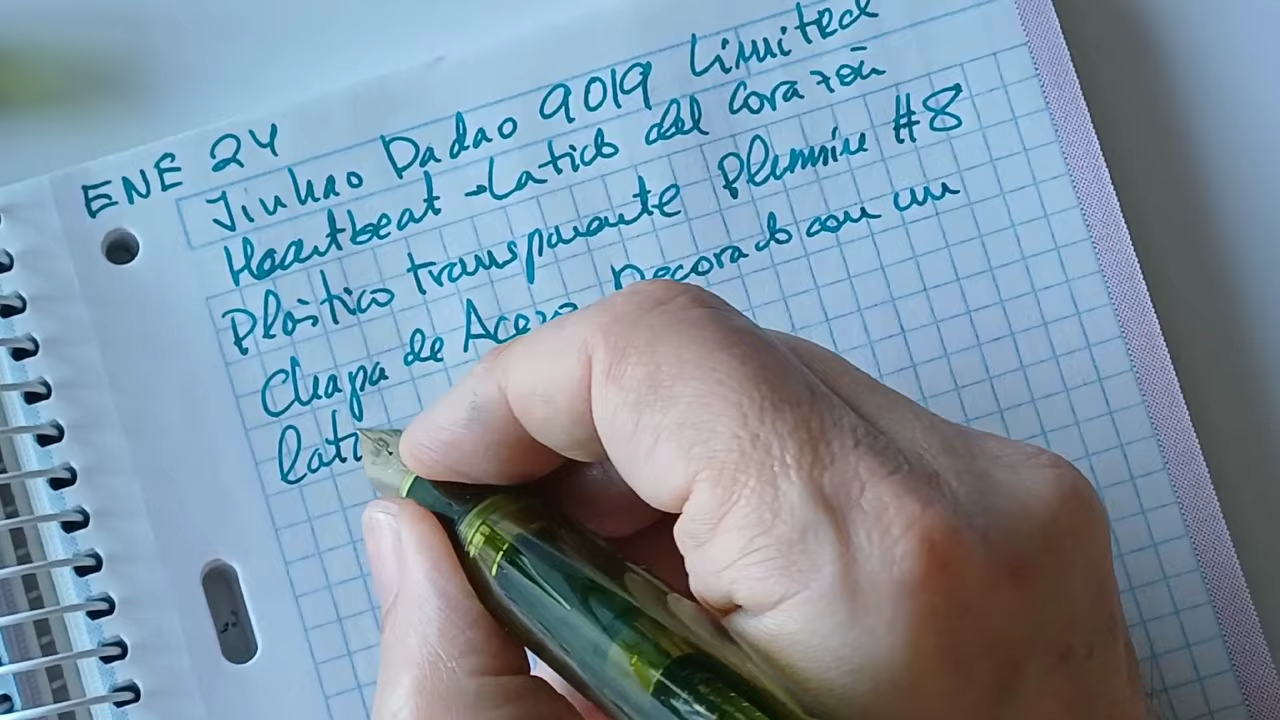 ENE 24
Jinhao Dadao 9019 Limited
Heartbeat → Latido del Corazón
Plástico transparente Plumín #8
Chapa de Acero Decorado con un
lati